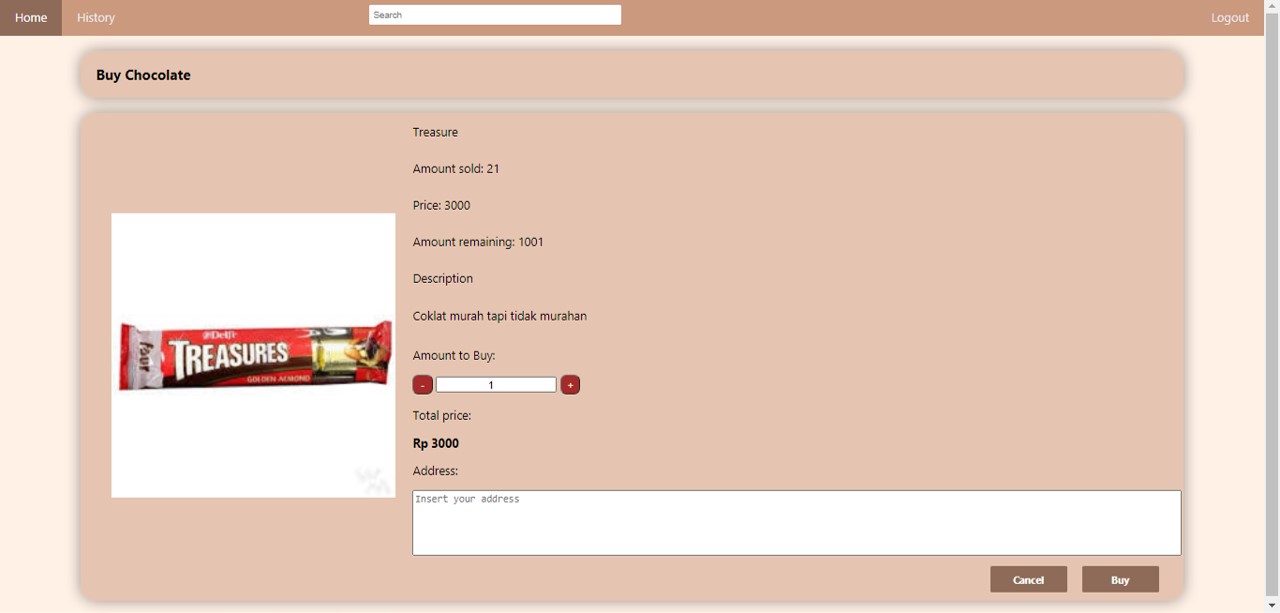 Home
History
Search
Logout
Buy Chocolate
Treasure
Amount sold: 21
Price: 3000
Amount remaining: 1001
Description
Coklat murah tapi tidak murahan
Amount to Buy:
- 1 +
Total price:
Rp 3000
Address:
Insert your address
Cancel
Buy
Delfi
four
TREASURES
GOLDEN ALMOND